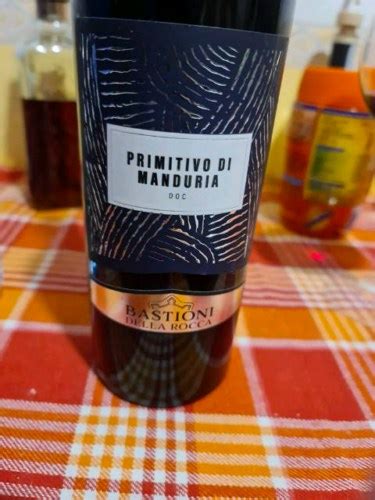 PRIMITIVO DI
MANDURIA
DOC
BASTIONI
DELLA ROCCA